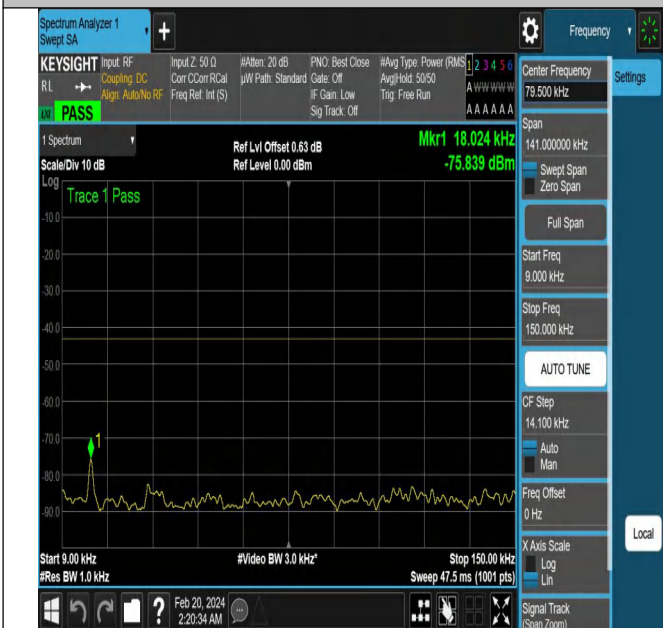 Spectrum Analyzer 1
Swept SA
+
Frequency
KEYSIGHT
RL
LXI
PASS
Input: RF
Coupling: DC
Align: Auto/No RF
Input Z: 50 Ω
Corr CCorr RCal
Freq Ref: Int (S)
#Atten: 20 dB
µW Path: Standard
PNO: Best Close
Gate: Off
IF Gain: Low
Sig Track: Off
#Avg Type: Power (RMS
Avg|Hold: 50/50
Trig: Free Run
1 2 3 4 5 6
A W W W W W
A A A A A A
1 Spectrum
Scale/Div 10 dB
Ref Lvl Offset 0.63 dB
Ref Level 0.00 dBm
Mkr1 18.024 kHz
-75.839 dBm
Log
Trace 1 Pass
-10.0
-20.0
-30.0
-40.0
-50.0
-60.0
-70.0
-80.0
-90.0
1
Start 9.00 kHz
#Res BW 1.0 kHz
#Video BW 3.0 kHz*
Stop 150.00 kHz
Sweep 47.5 ms (1001 pts)
?
Feb 20, 2024
2:20:34 AM
Center Frequency
79.500 kHz
Settings
Span
141.000000 kHz
Swept Span
Zero Span
Full Span
Start Freq
9.000 kHz
Stop Freq
150.000 kHz
AUTO TUNE
CF Step
14.100 kHz
Auto
Man
Freq Offset
0 Hz
X Axis Scale
Log
Lin
Local
Signal Track
(Span Zoom)